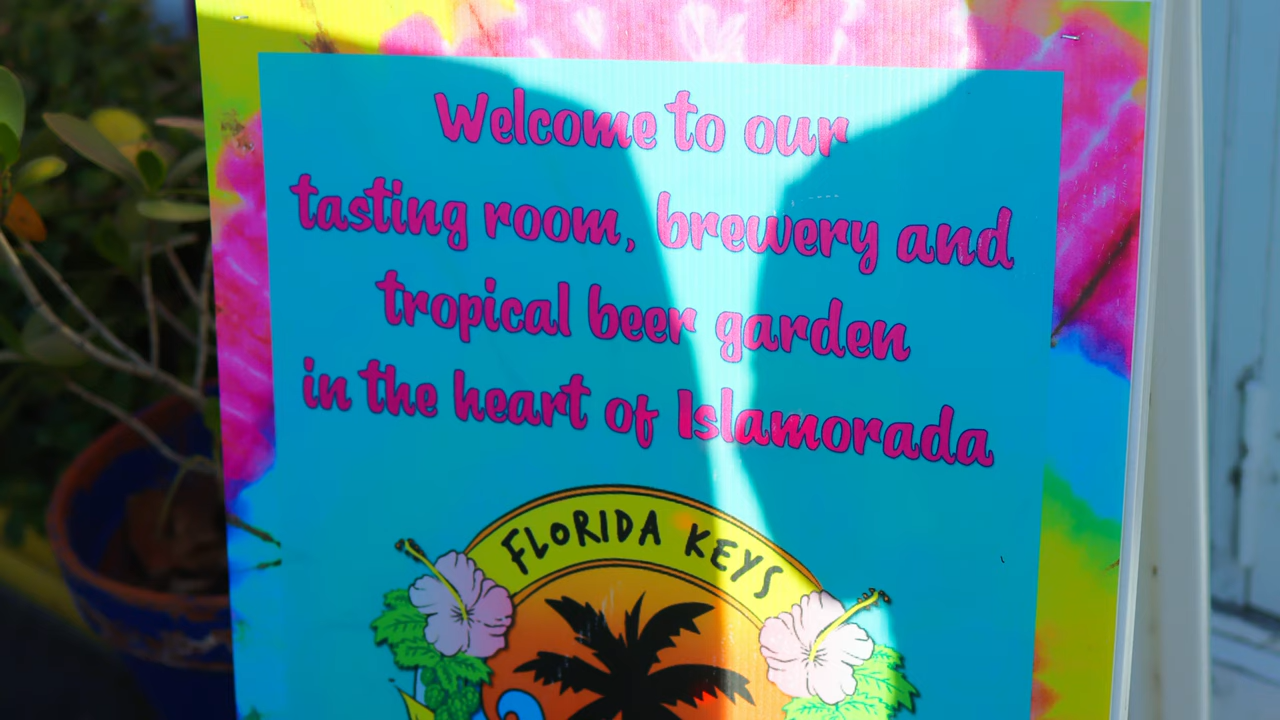 Welcome to our
tasting room, brewery and
tropical beer garden
in the heart of Islamorada
FLORIDA KEYS